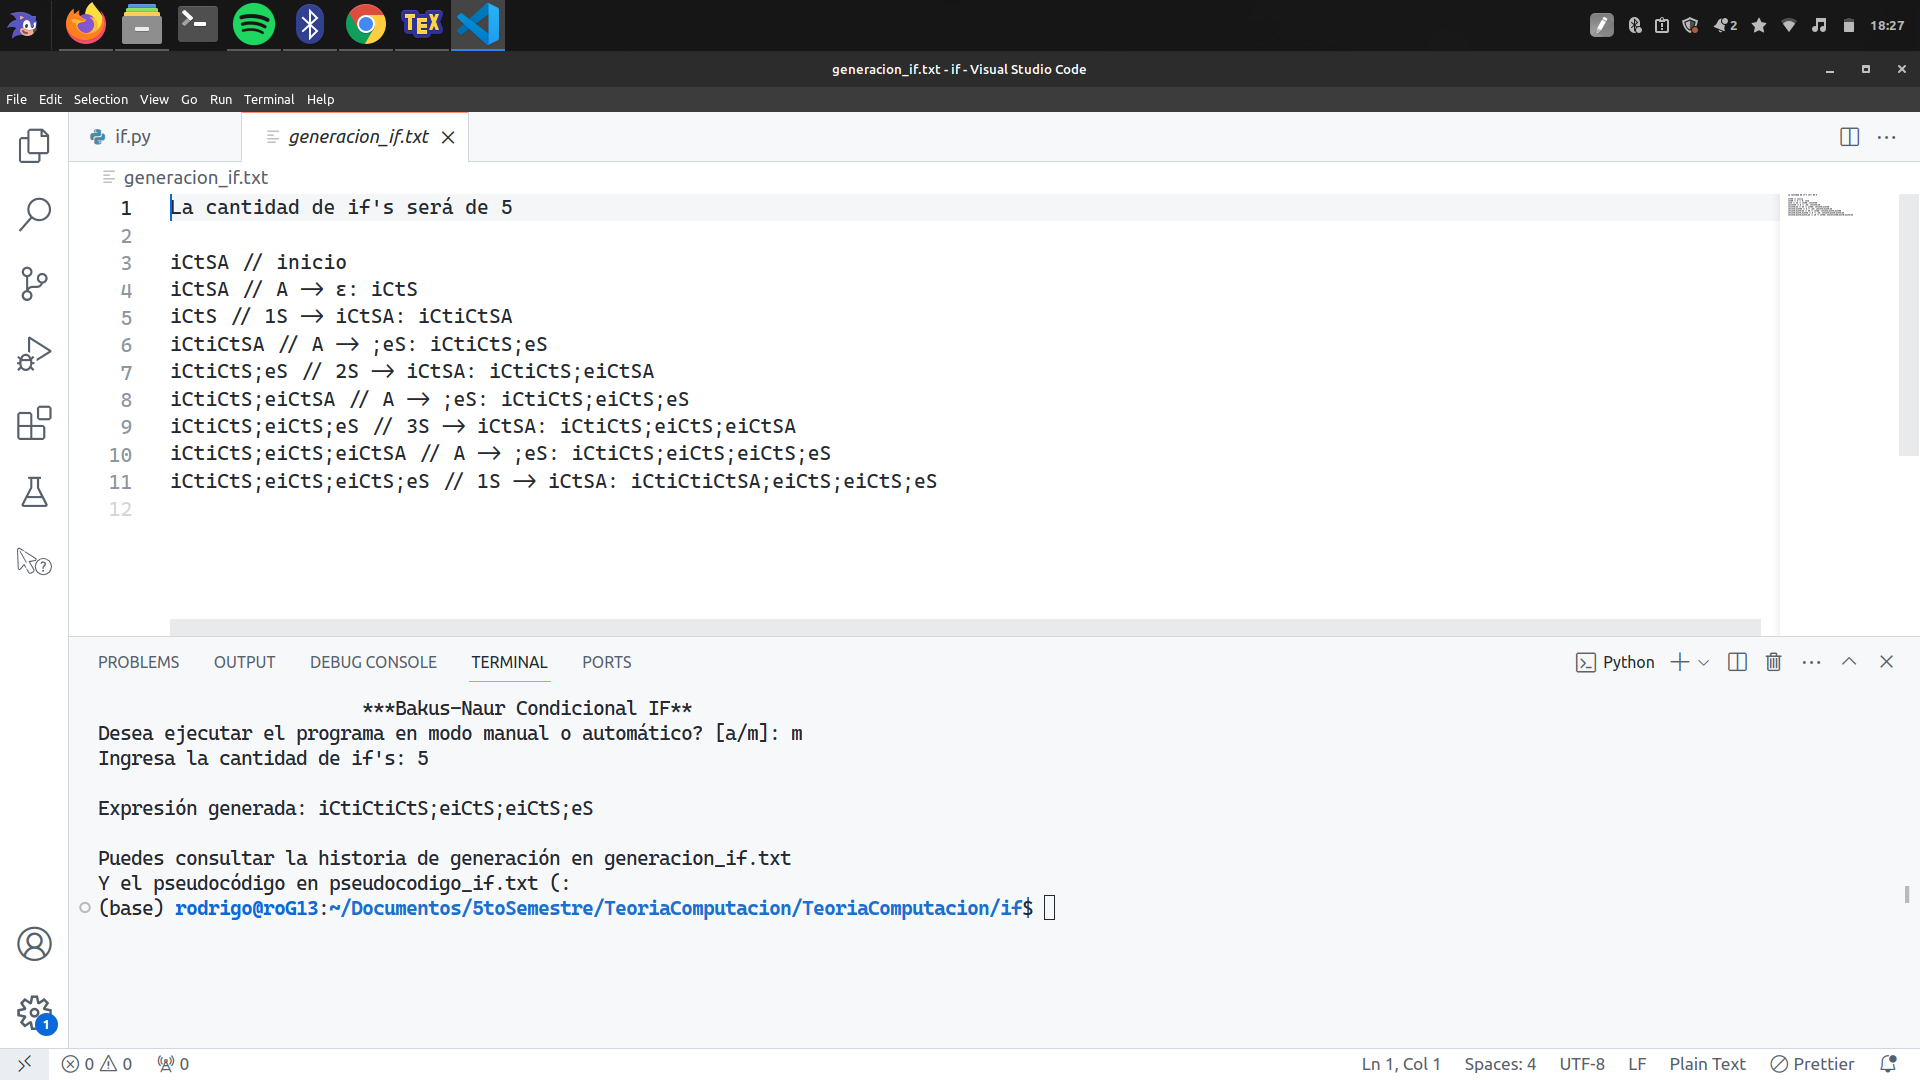 TEX
2
18:27
generacion_if.txt - if - Visual Studio Code
File Edit Selection View Go Run Terminal Help
if.py
generacion_if.txt
generacion_if.txt
1 La cantidad de if's será de 5
2
3 iCtSA // inicio
4 iCtSA // A -> ε: iCtS
5 iCtS // 1S -> iCtSA: iCtiCtSA
6 iCtiCtSA // A -> ;eS: iCtiCtS;eS
7 iCtiCtS;eS // 2S -> iCtSA: iCtiCtS;eiCtSA
8 iCtiCtS;eiCtSA // A -> ;eS: iCtiCtS;eiCtS;eS
9 iCtiCtS;eiCtS;eS // 3S -> iCtSA: iCtiCtS;eiCtS;eiCtSA
10 iCtiCtS;eiCtS;eiCtSA // A -> ;eS: iCtiCtS;eiCtS;eiCtS;eS
11 iCtiCtS;eiCtS;eiCtS;eS // 1S -> iCtSA: iCtiCtiCtSA;eiCtS;eiCtS;eS
12
PROBLEMS OUTPUT DEBUG CONSOLE TERMINAL PORTS
Python
***Bakus-Naur Condicional IF**
Desea ejecutar el programa en modo manual o automático? [a/m]: m
Ingresa la cantidad de if's: 5
Expresión generada: iCtiCtiCtS;eiCtS;eiCtS;eS
Puedes consultar la historia de generación en generacion_if.txt
Y el pseudocódigo en pseudocodigo_if.txt (:
(base) rodrigo@roG13:~/Documentos/5toSemestre/TeoriaComputacion/TeoriaComputacion/if$
1
0 0 0
Ln 1, Col 1 Spaces: 4 UTF-8 LF Plain Text Prettier